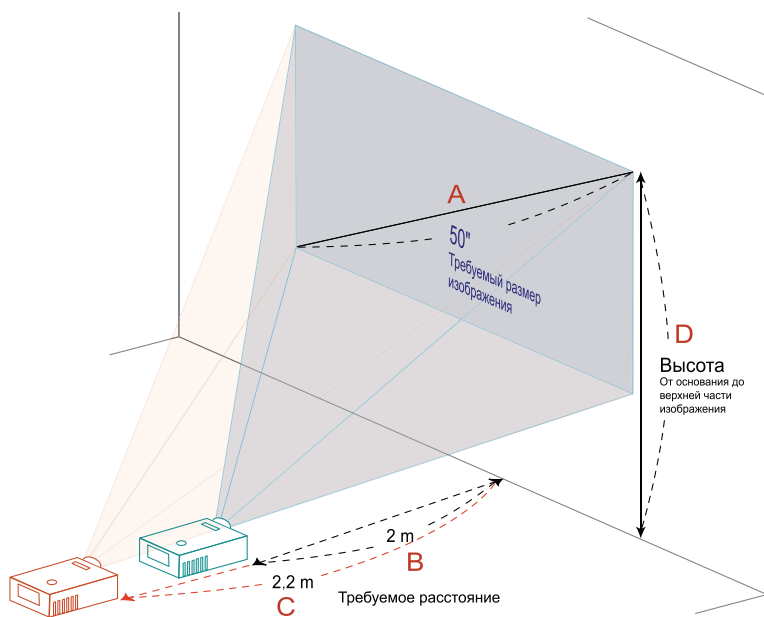 A
50"
Требуемый размер
изображения
D
Высота
От основания до
верхней части
изображения
2 m
B
2,2 m
C
Требуемое расстояние